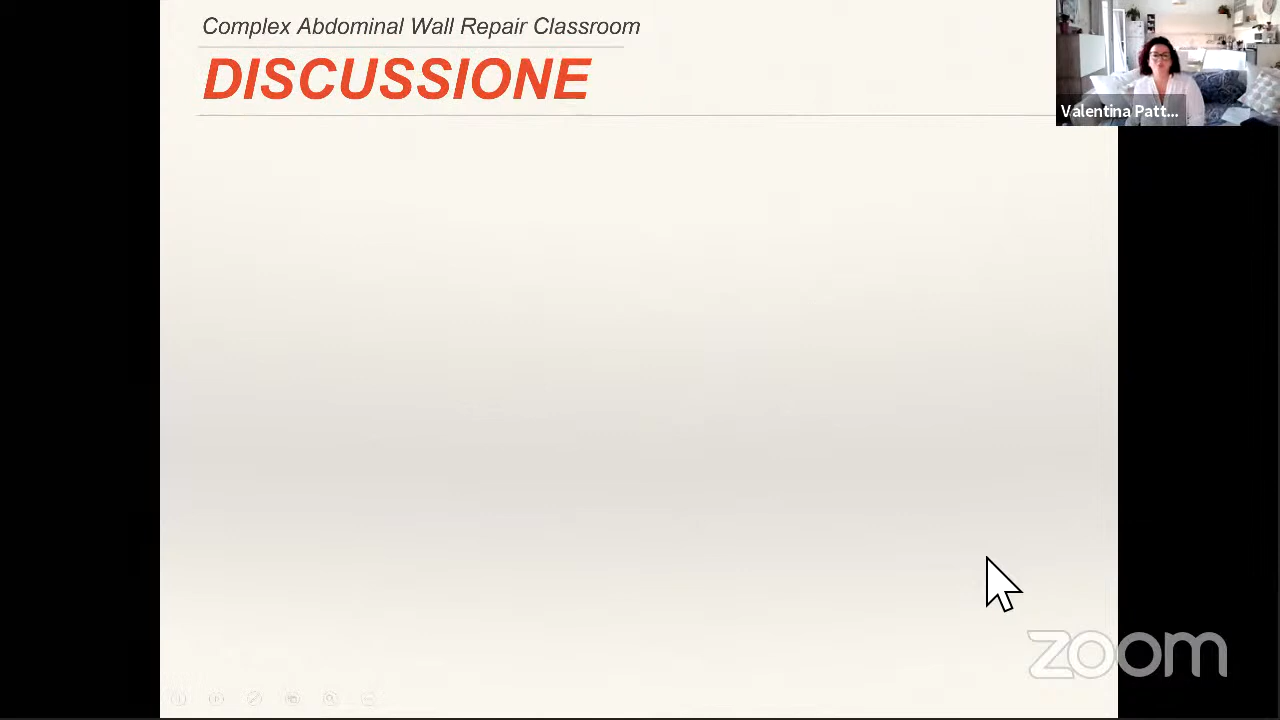 Complex Abdominal Wall Repair Classroom
DISCUSSIONE
Valentina Patt...
zoom